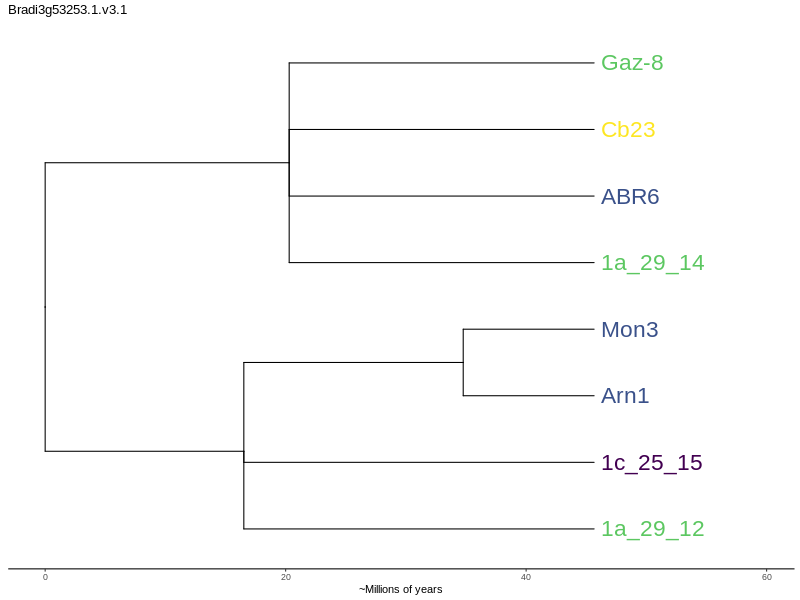 Bradi3g53253.1.v3.1
Gaz-8
Cb23
ABR6
1a_29_14
Mon3
Arn1
1c_25_15
1a_29_12
0 20 40 60
~Millions of years